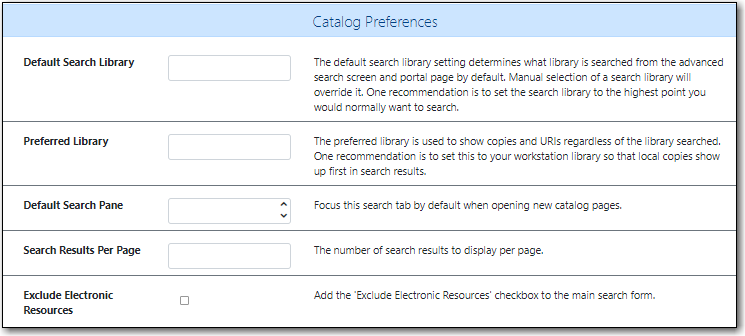 Catalog Preferences
Default Search Library
The default search library setting determines what library is searched from the advanced
search screen and portal page by default. Manual selection of a search library will
override it. One recommendation is to set the search library to the highest point you
would normally want to search.
Preferred Library
The preferred library is used to show copies and URIs regardless of the library searched.
One recommendation is to set this to your workstation library so that local copies show
up first in search results.
Default Search Pane
Focus this search tab by default when opening new catalog pages.
Search Results Per Page
The number of search results to display per page.
Exclude Electronic
Resources
Add the 'Exclude Electronic Resources' checkbox to the main search form.